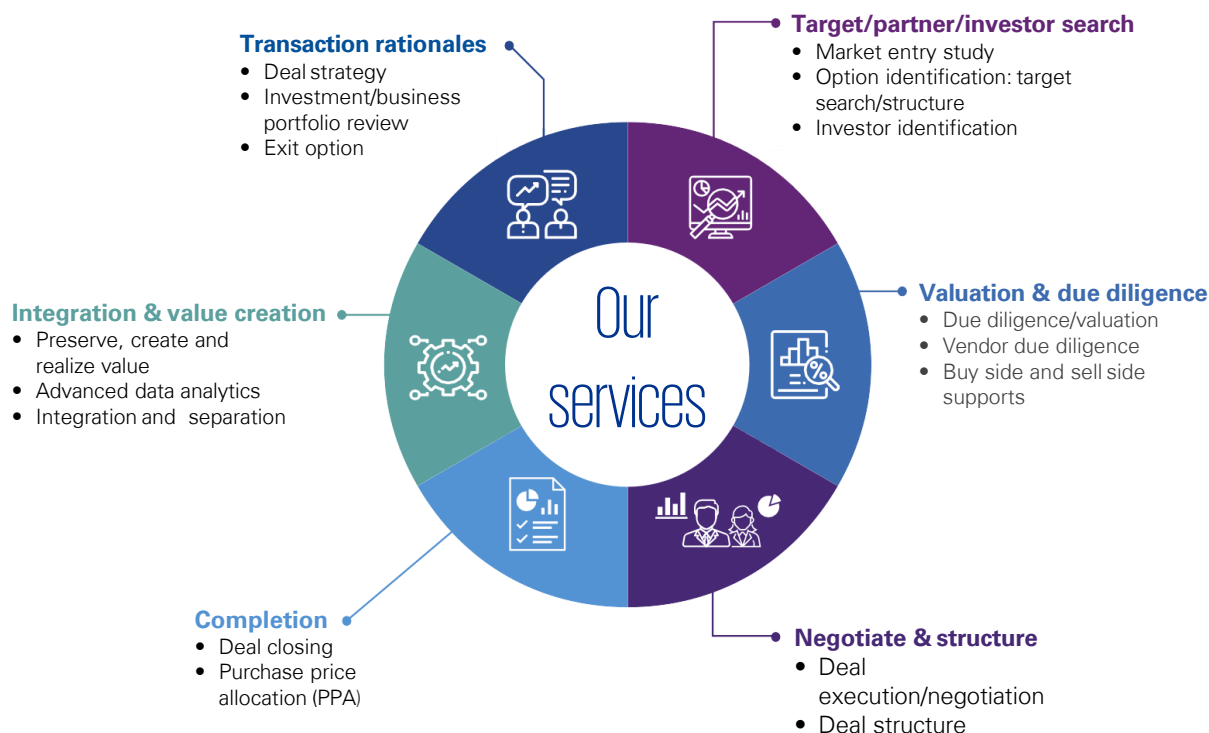 Transaction rationales
• Deal strategy
• Investment/business
portfolio review
• Exit option
Target/partner/investor search
• Market entry study
• Option identification: target
search/structure
• Investor identification
Integration & value creation
• Preserve, create and
realize value
• Advanced data analytics
• Integration and separation
Our
services
Valuation & due diligence
• Due diligence/valuation
• Vendor due diligence
• Buy side and sell side
supports
Completion
• Deal closing
• Purchase price
allocation (PPA)
Negotiate & structure
• Deal
execution/negotiation
• Deal structure